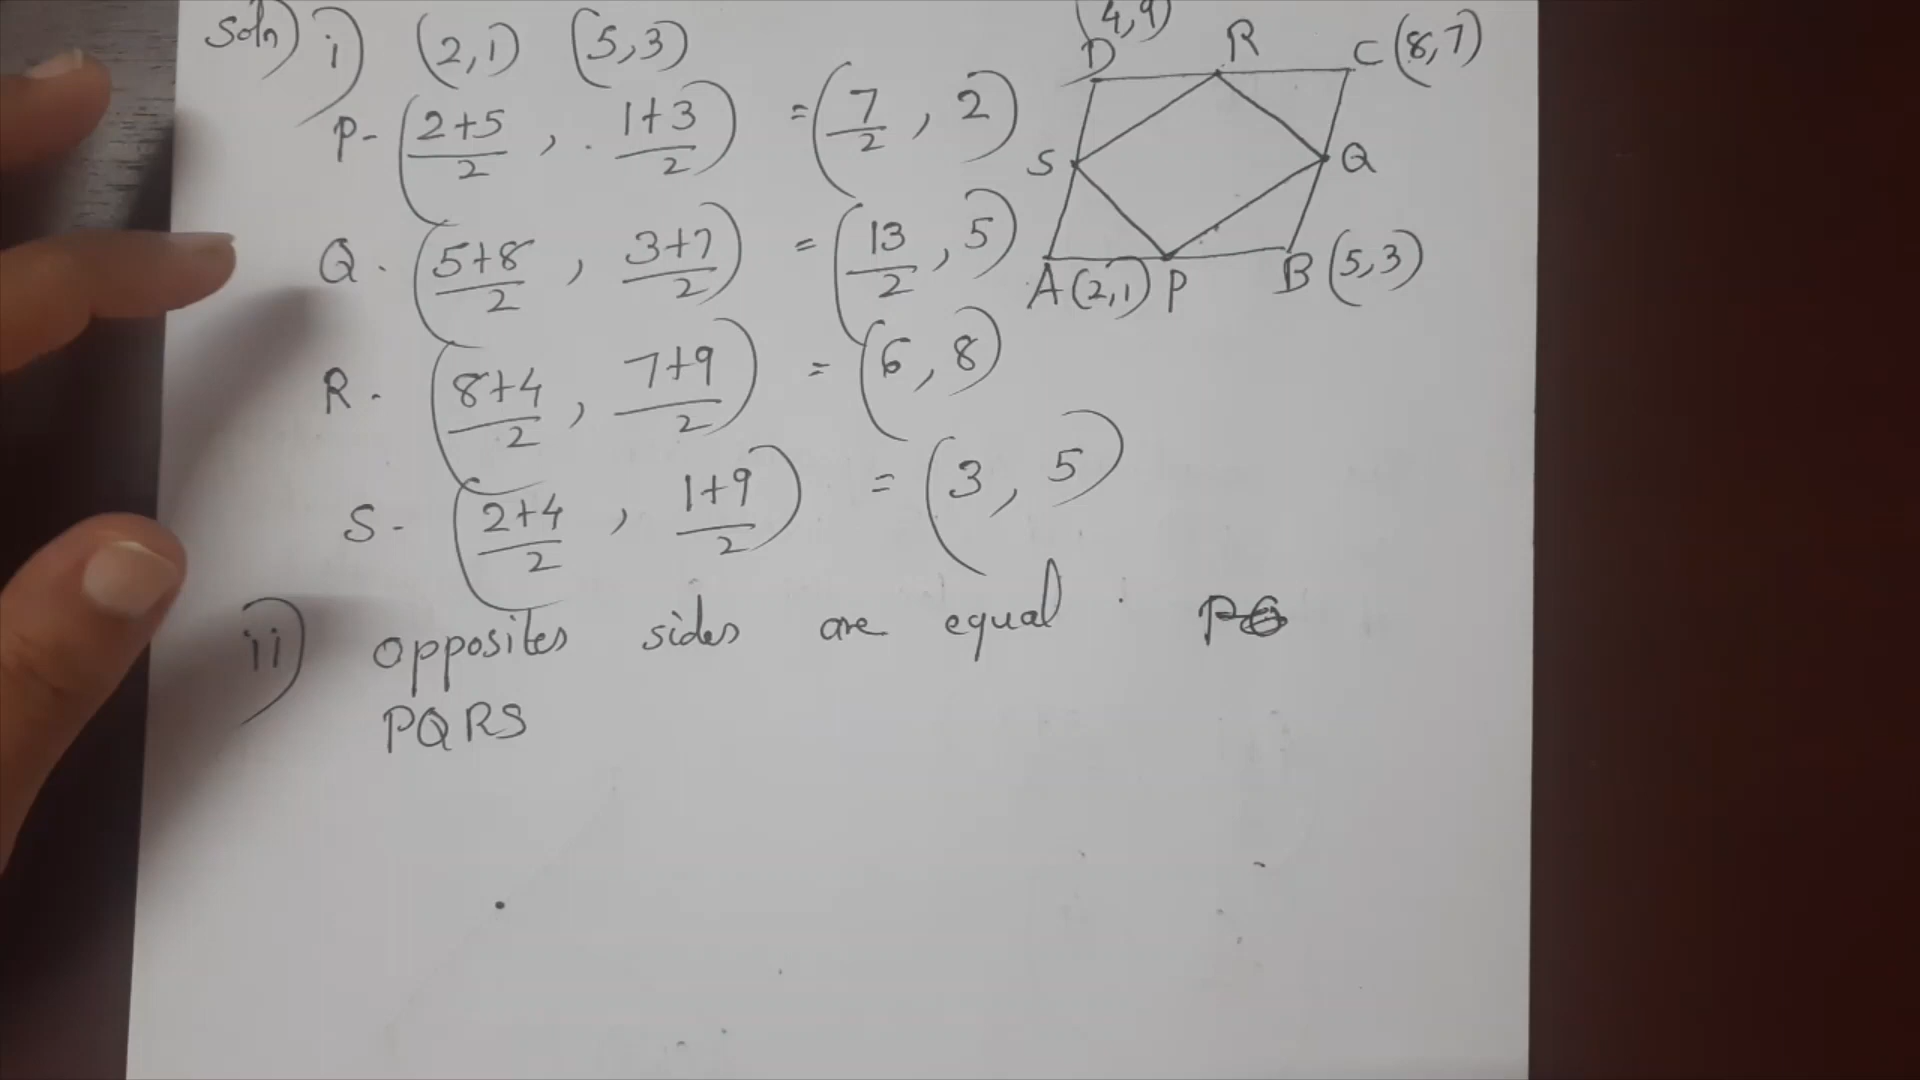 Soln) i) (2,1) (5,3)
P- (2+5/2 , 1+3/2) = (7/2 , 2)
Q. (5+8/2 , 3+7/2) = (13/2 , 5)
R. (8+4/2 , 7+9/2) = (6 , 8)
S- (2+4/2 , 1+9/2) = (3 , 5)
ii) opposites sides are equal .
PQRS
(4,9)
D R C (8,7)
S Q
A (2,1) P B (5,3)